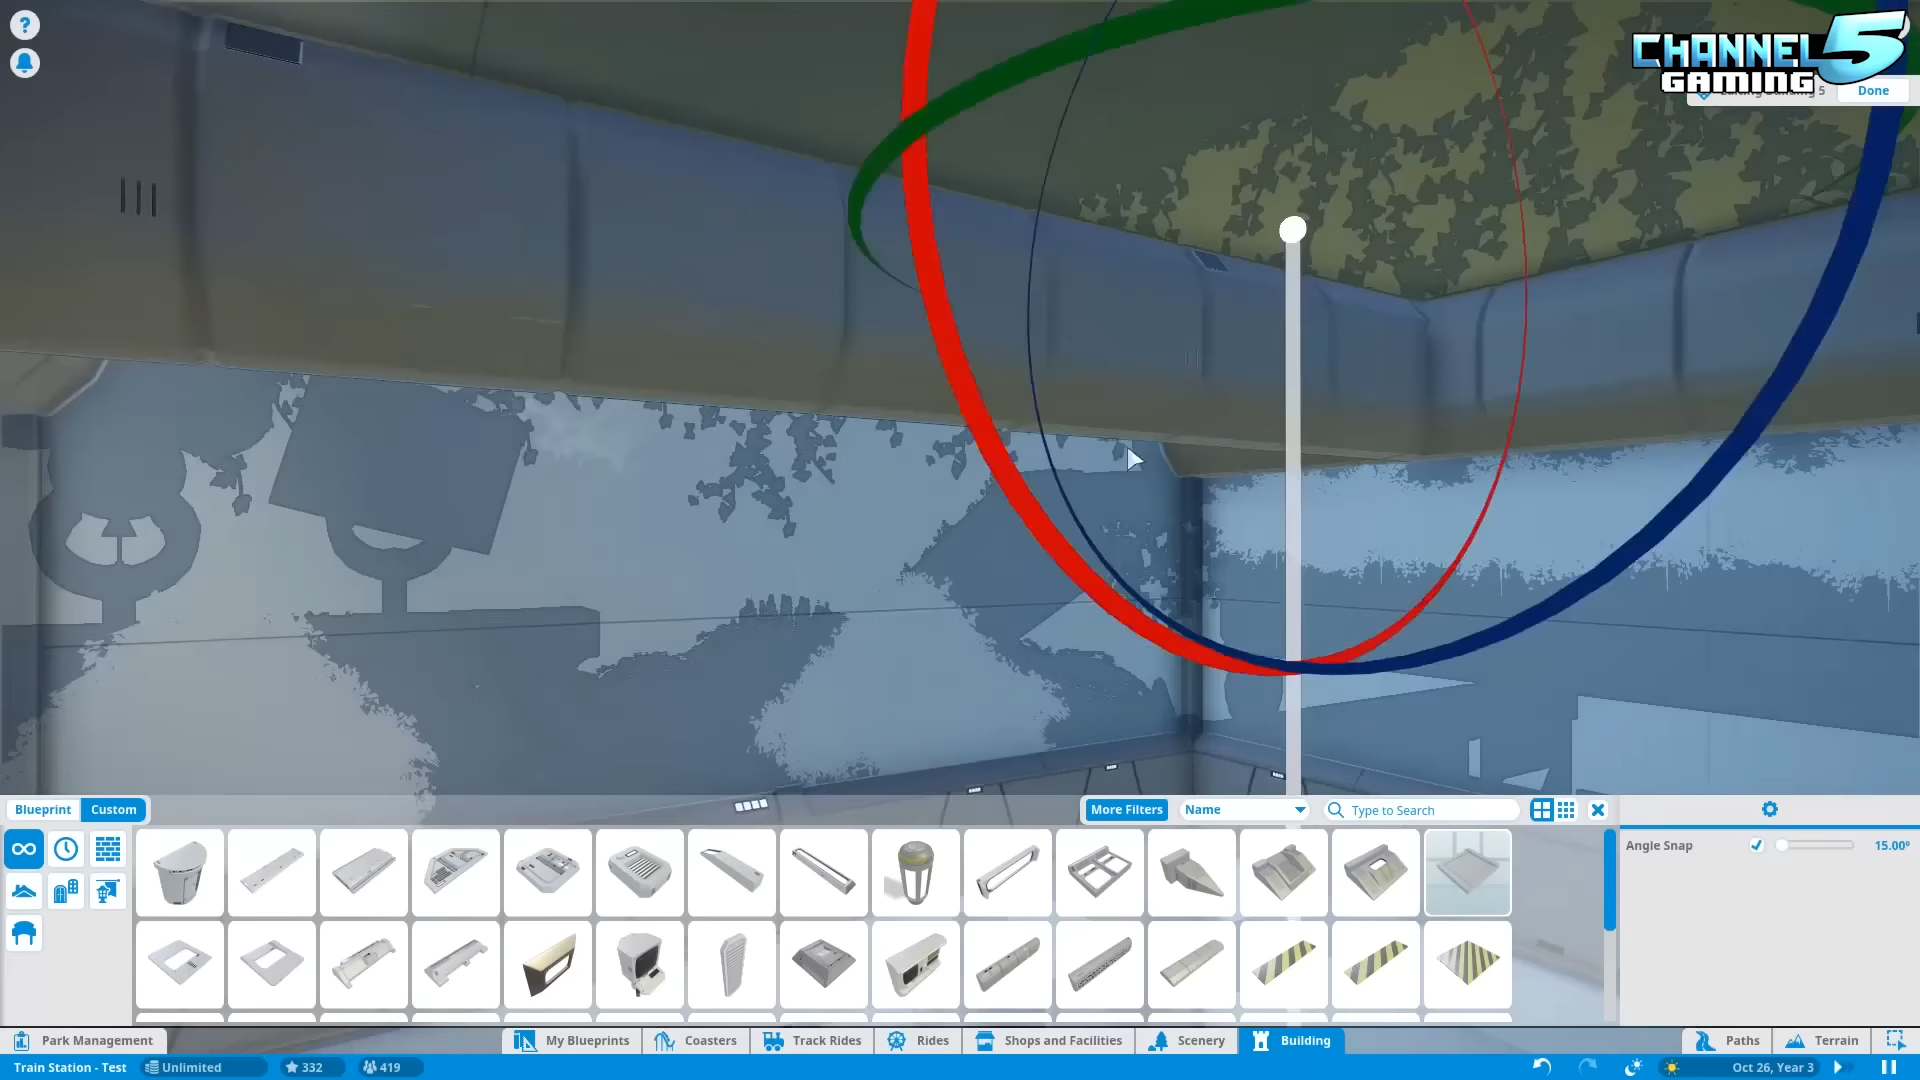 CHANNEL 5
GAMING
5
Done
Blueprint
Custom
More Filters
Name
Type to Search
Angle Snap
15.00°
Park Management
My Blueprints
Coasters
Track Rides
Rides
Shops and Facilities
Scenery
Building
Paths
Terrain
Train Station - Test
Unlimited
332
419
Oct 26, Year 3